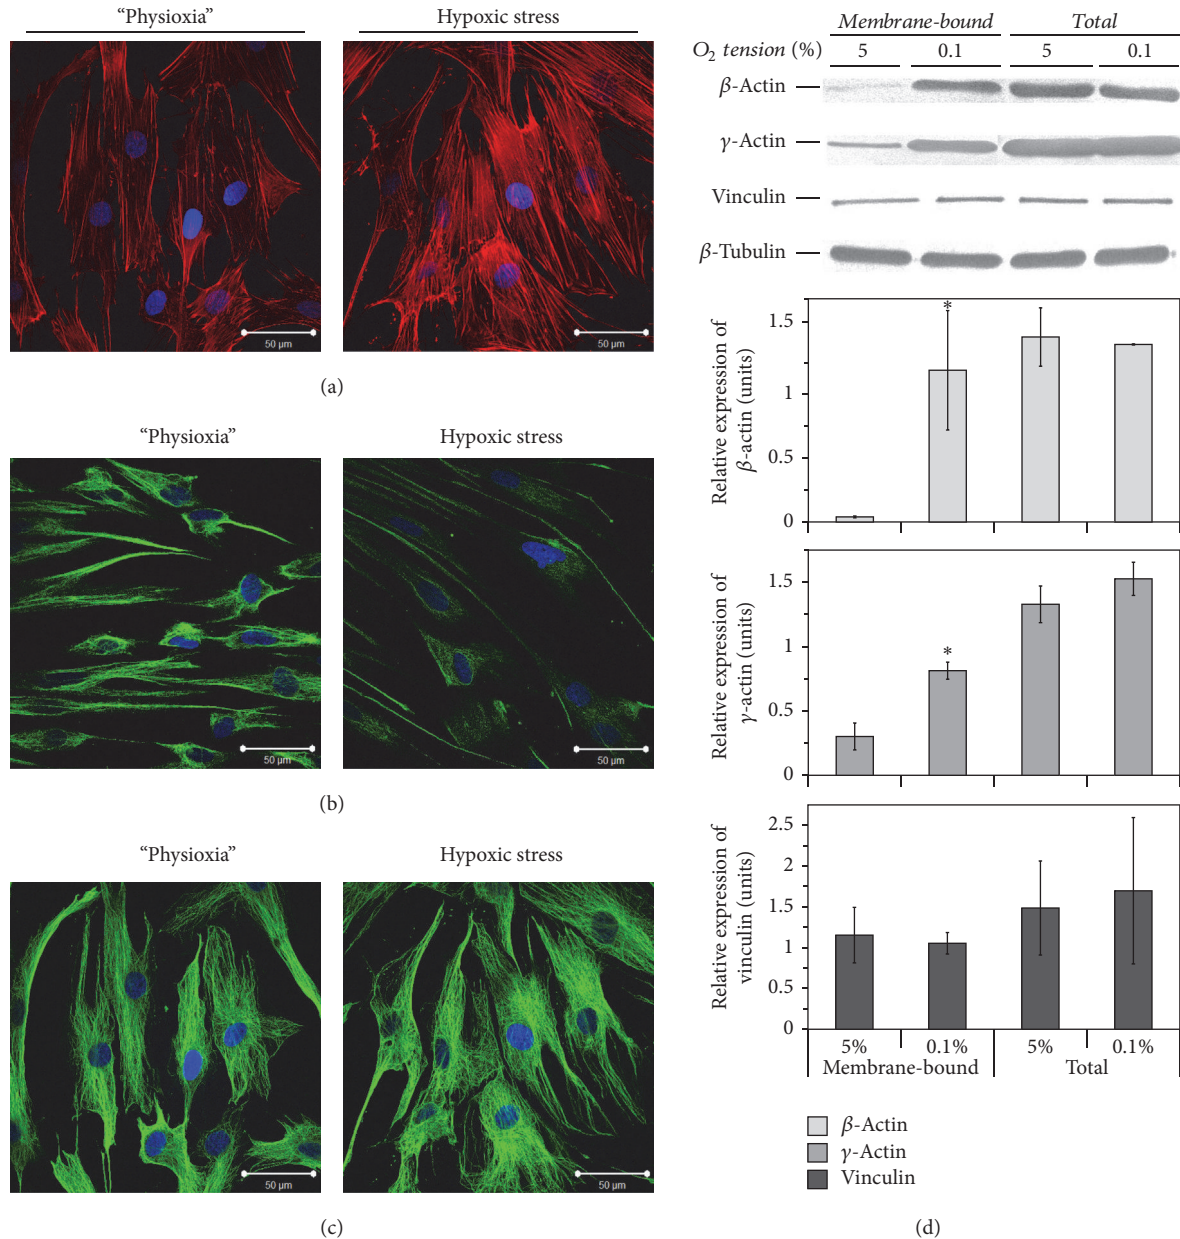 “Physioxia”
Hypoxic stress
50 μm
50 μm
(a)
“Physioxia”
Hypoxic stress
50 μm
50 μm
(b)
“Physioxia”
Hypoxic stress
50 μm
50 μm
(c)
Membrane-bound
Total
O2 tension (%)
5
0.1
5
0.1
β-Actin
γ-Actin
Vinculin
β-Tubulin
Relative expression of
β-actin (units)
1.5
1
0.5
0
*
Relative expression of
γ-actin (units)
1.5
1
0.5
0
*
Relative expression of
vinculin (units)
2.5
2
1.5
1
0.5
0
5%
0.1%
5%
0.1%
Membrane-bound
Total
β-Actin
γ-Actin
Vinculin
(d)